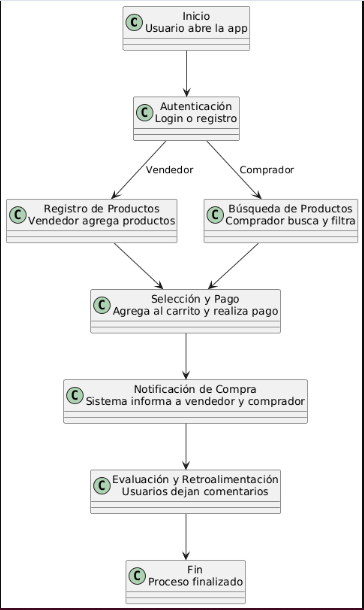 C
Inicio
Usuario abre la app
C
Autenticación
Login o registro
Vendedor
Comprador
C
Registro de Productos
Vendedor agrega productos
C
Búsqueda de Productos
Comprador busca y filtra
C
Selección y Pago
Agrega al carrito y realiza pago
C
Notificación de Compra
Sistema informa a vendedor y comprador
C
Evaluación y Retroalimentación
Usuarios dejan comentarios
C
Fin
Proceso finalizado